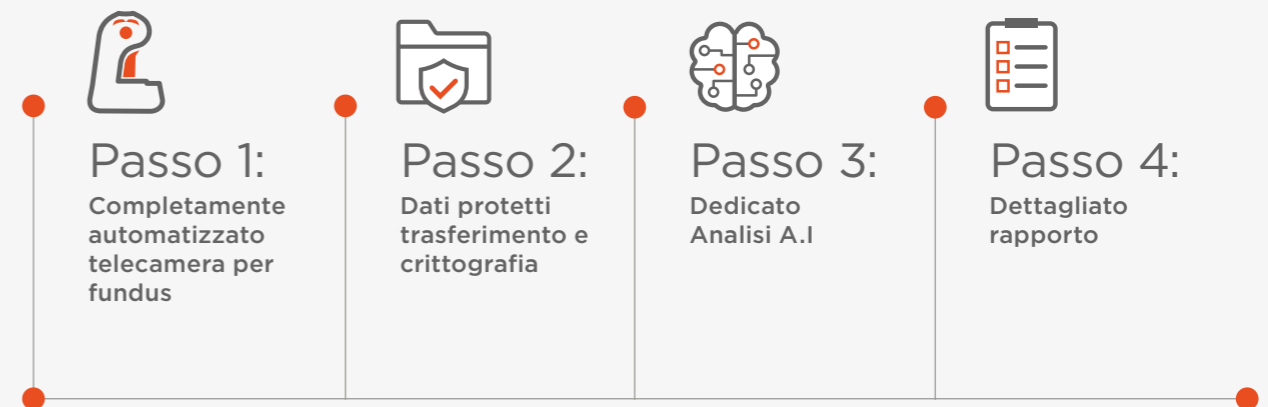 Passo 1:
Completamente
automatizzato
telecamera per
fundus
Passo 2:
Dati protetti
trasferimento e
crittografia
Passo 3:
Dedicato
Analisi A.I
Passo 4:
Dettagliato
rapporto